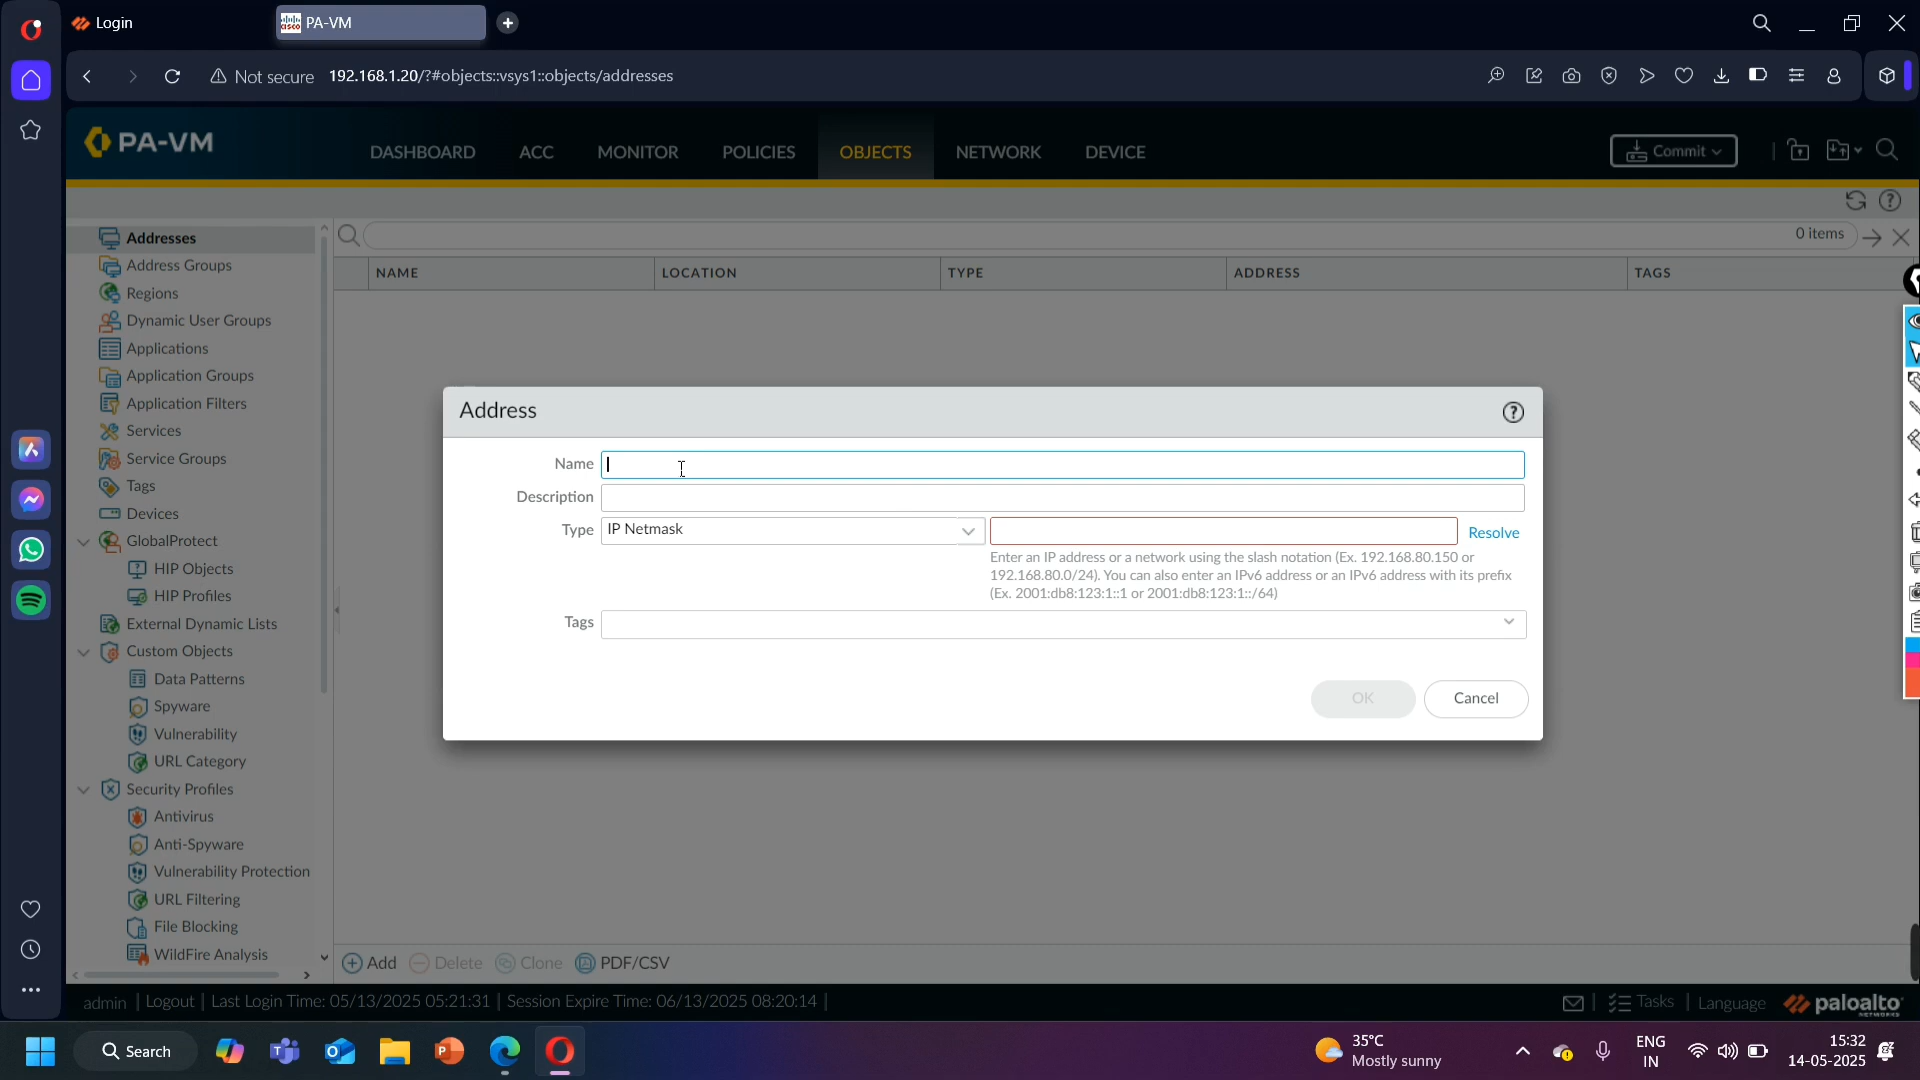 Login
PA-VM
Not secure 192.168.1.20/?#objects::vsys1::objects/addresses
PA-VM
DASHBOARD ACC MONITOR POLICIES OBJECTS NETWORK DEVICE
Commit
Addresses
Address Groups
Regions
Dynamic User Groups
Applications
Application Groups
Application Filters
Services
Service Groups
Tags
Devices
GlobalProtect
HIP Objects
HIP Profiles
External Dynamic Lists
Custom Objects
Data Patterns
Spyware
Vulnerability
URL Category
Security Profiles
Antivirus
Anti-Spyware
Vulnerability Protection
URL Filtering
File Blocking
WildFire Analysis
0 items
NAME LOCATION TYPE ADDRESS TAGS
Address
Name
Description
Type IP Netmask Resolve
Enter an IP address or a network using the slash notation (Ex. 192.168.80.150 or
192.168.80.0/24). You can also enter an IPv6 address or an IPv6 address with its prefix
(Ex. 2001:db8:123:1::1 or 2001:db8:123:1::/64)
Tags
OK Cancel
Add Delete Clone PDF/CSV
admin | Logout | Last Login Time: 05/13/2025 05:21:31 | Session Expire Time: 06/13/2025 08:20:14 |
Tasks | Language paloalto
NETWORKS
Search
35°C
Mostly sunny
ENG
IN
15:32
14-05-2025